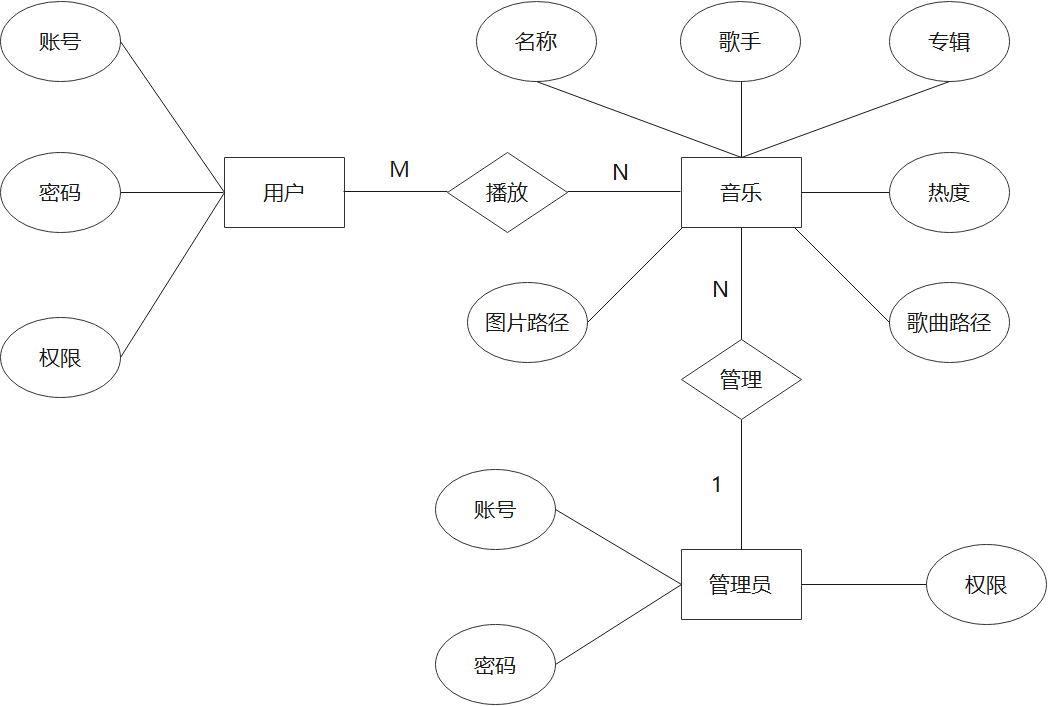 账号
名称
歌手
专辑
密码
用户
M
播放
N
音乐
热度
权限
图片路径
N
歌曲路径
管理
1
账号
管理员
权限
密码